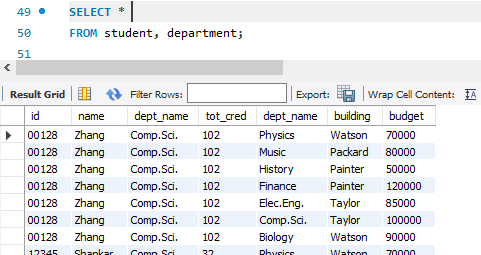 49 SELECT *
50 FROM student, department;
51
Result Grid Filter Rows: Export: Wrap Cell Content:
id name dept_name tot_cred dept_name building budget
00128 Zhang Comp.Sci. 102 Physics Watson 70000
00128 Zhang Comp.Sci. 102 Music Packard 80000
00128 Zhang Comp.Sci. 102 History Painter 50000
00128 Zhang Comp.Sci. 102 Finance Painter 120000
00128 Zhang Comp.Sci. 102 Elec.Eng. Taylor 85000
00128 Zhang Comp.Sci. 102 Comp.Sci. Taylor 100000
00128 Zhang Comp.Sci. 102 Biology Watson 90000
12345 Shankar Comp.Sci. 32 Physics Watson 70000